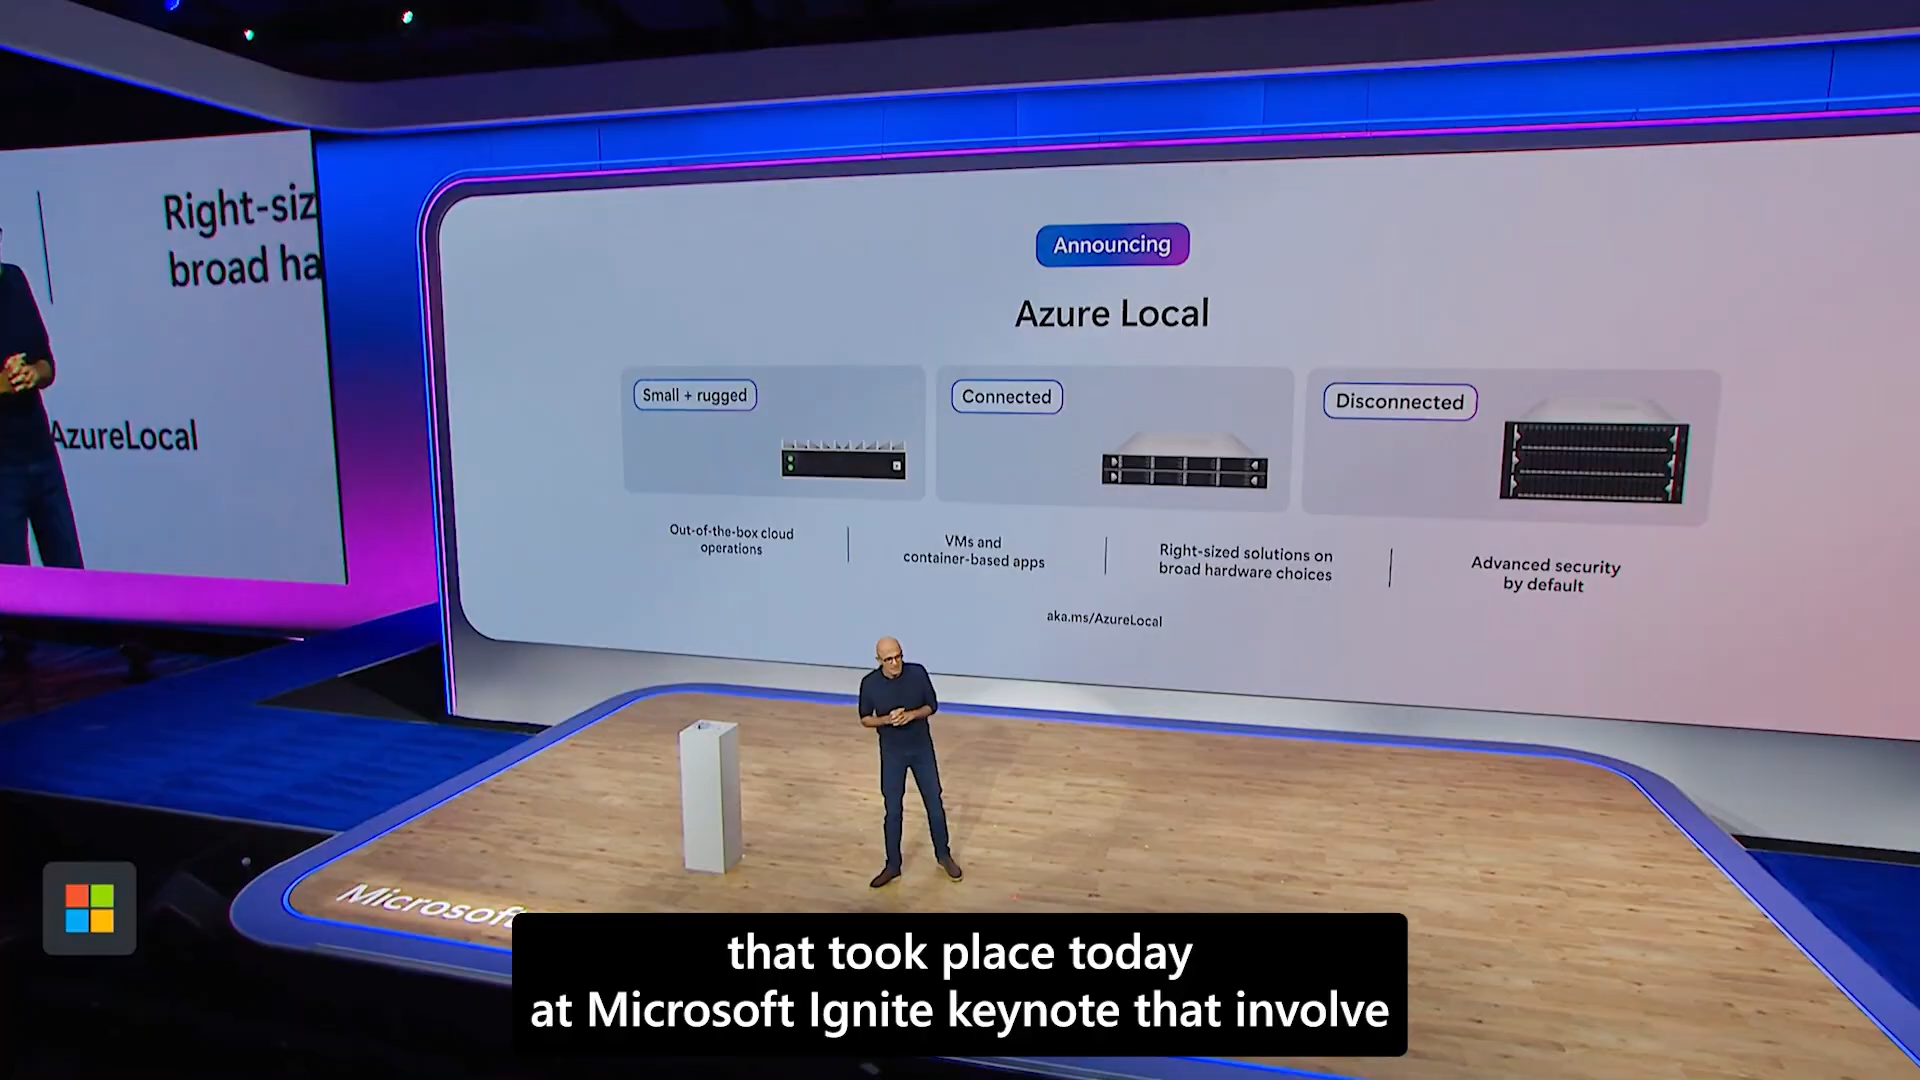 Right-siz
broad ha
AzureLocal
Announcing
Azure Local
Small + rugged
Connected
Disconnected
Out-of-the-box cloud
operations
VMs and
container-based apps
Right-sized solutions on
broad hardware choices
Advanced security
by default
aka.ms/AzureLocal
Microsoft
that took place today
at Microsoft Ignite keynote that involve